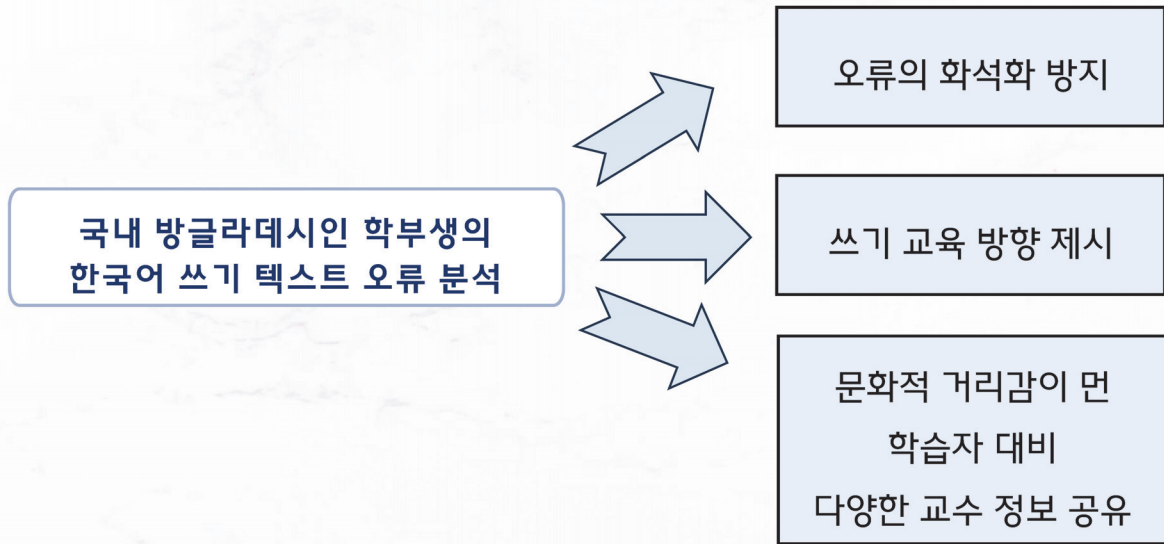 국내 방글라데시인 학부생의
한국어 쓰기 텍스트 오류 분석
오류의 화석화 방지
쓰기 교육 방향 제시
문화적 거리감이 먼
학습자 대비
다양한 교수 정보 공유